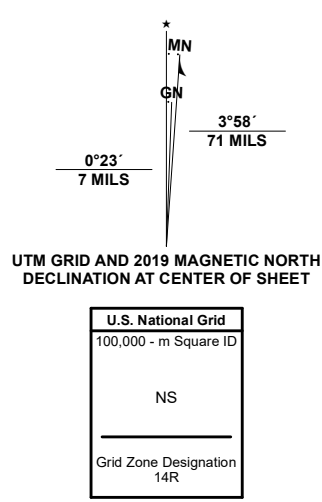 ★
MN
GN
3°58´
71 MILS
0°23´
7 MILS
UTM GRID AND 2019 MAGNETIC NORTH
DECLINATION AT CENTER OF SHEET
U.S. National Grid
100,000 - m Square ID
NS
Grid Zone Designation
14R